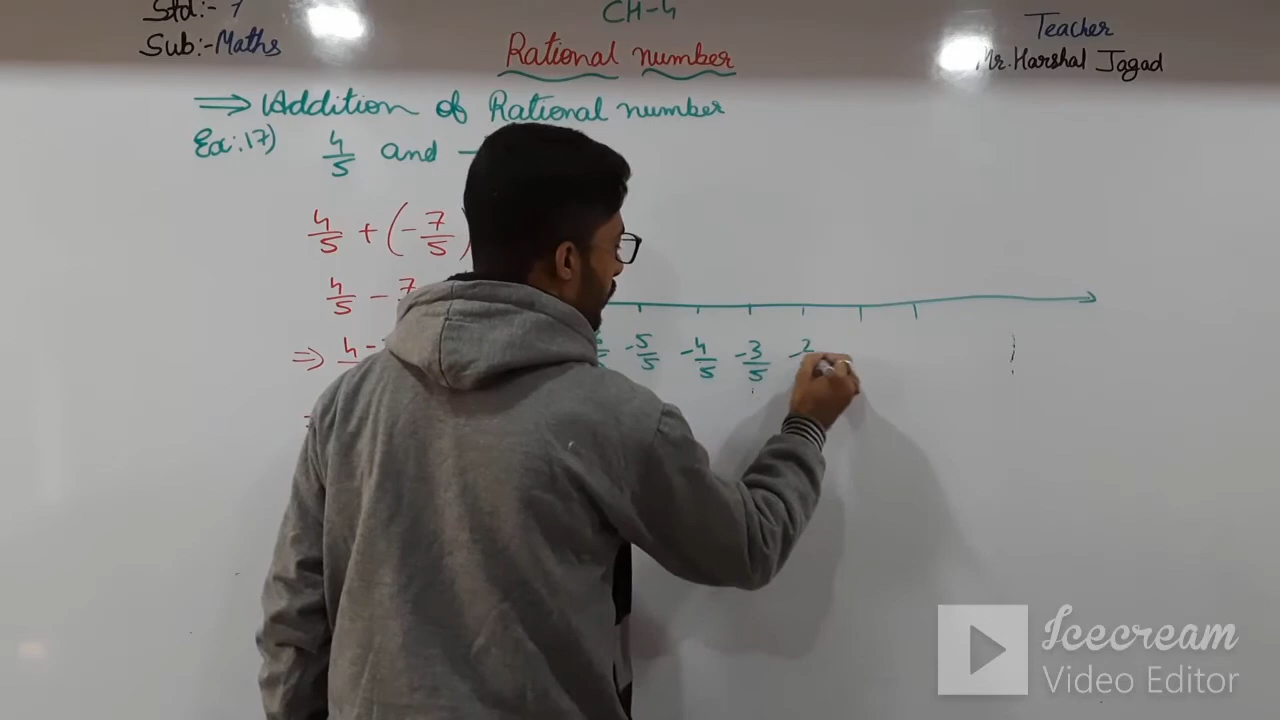 Std:- 7
CH-4
Sub:-Maths
Rational number
Teacher
Mr.Harshal Jagad
⟹ Addition of Rational number
Ex:17) 4/5 and -
4/5 + (-7/5)
4/5 - 7
⇒ 4 -
-5/5 -4/5 -3/5 -2
Icecream
Video Editor